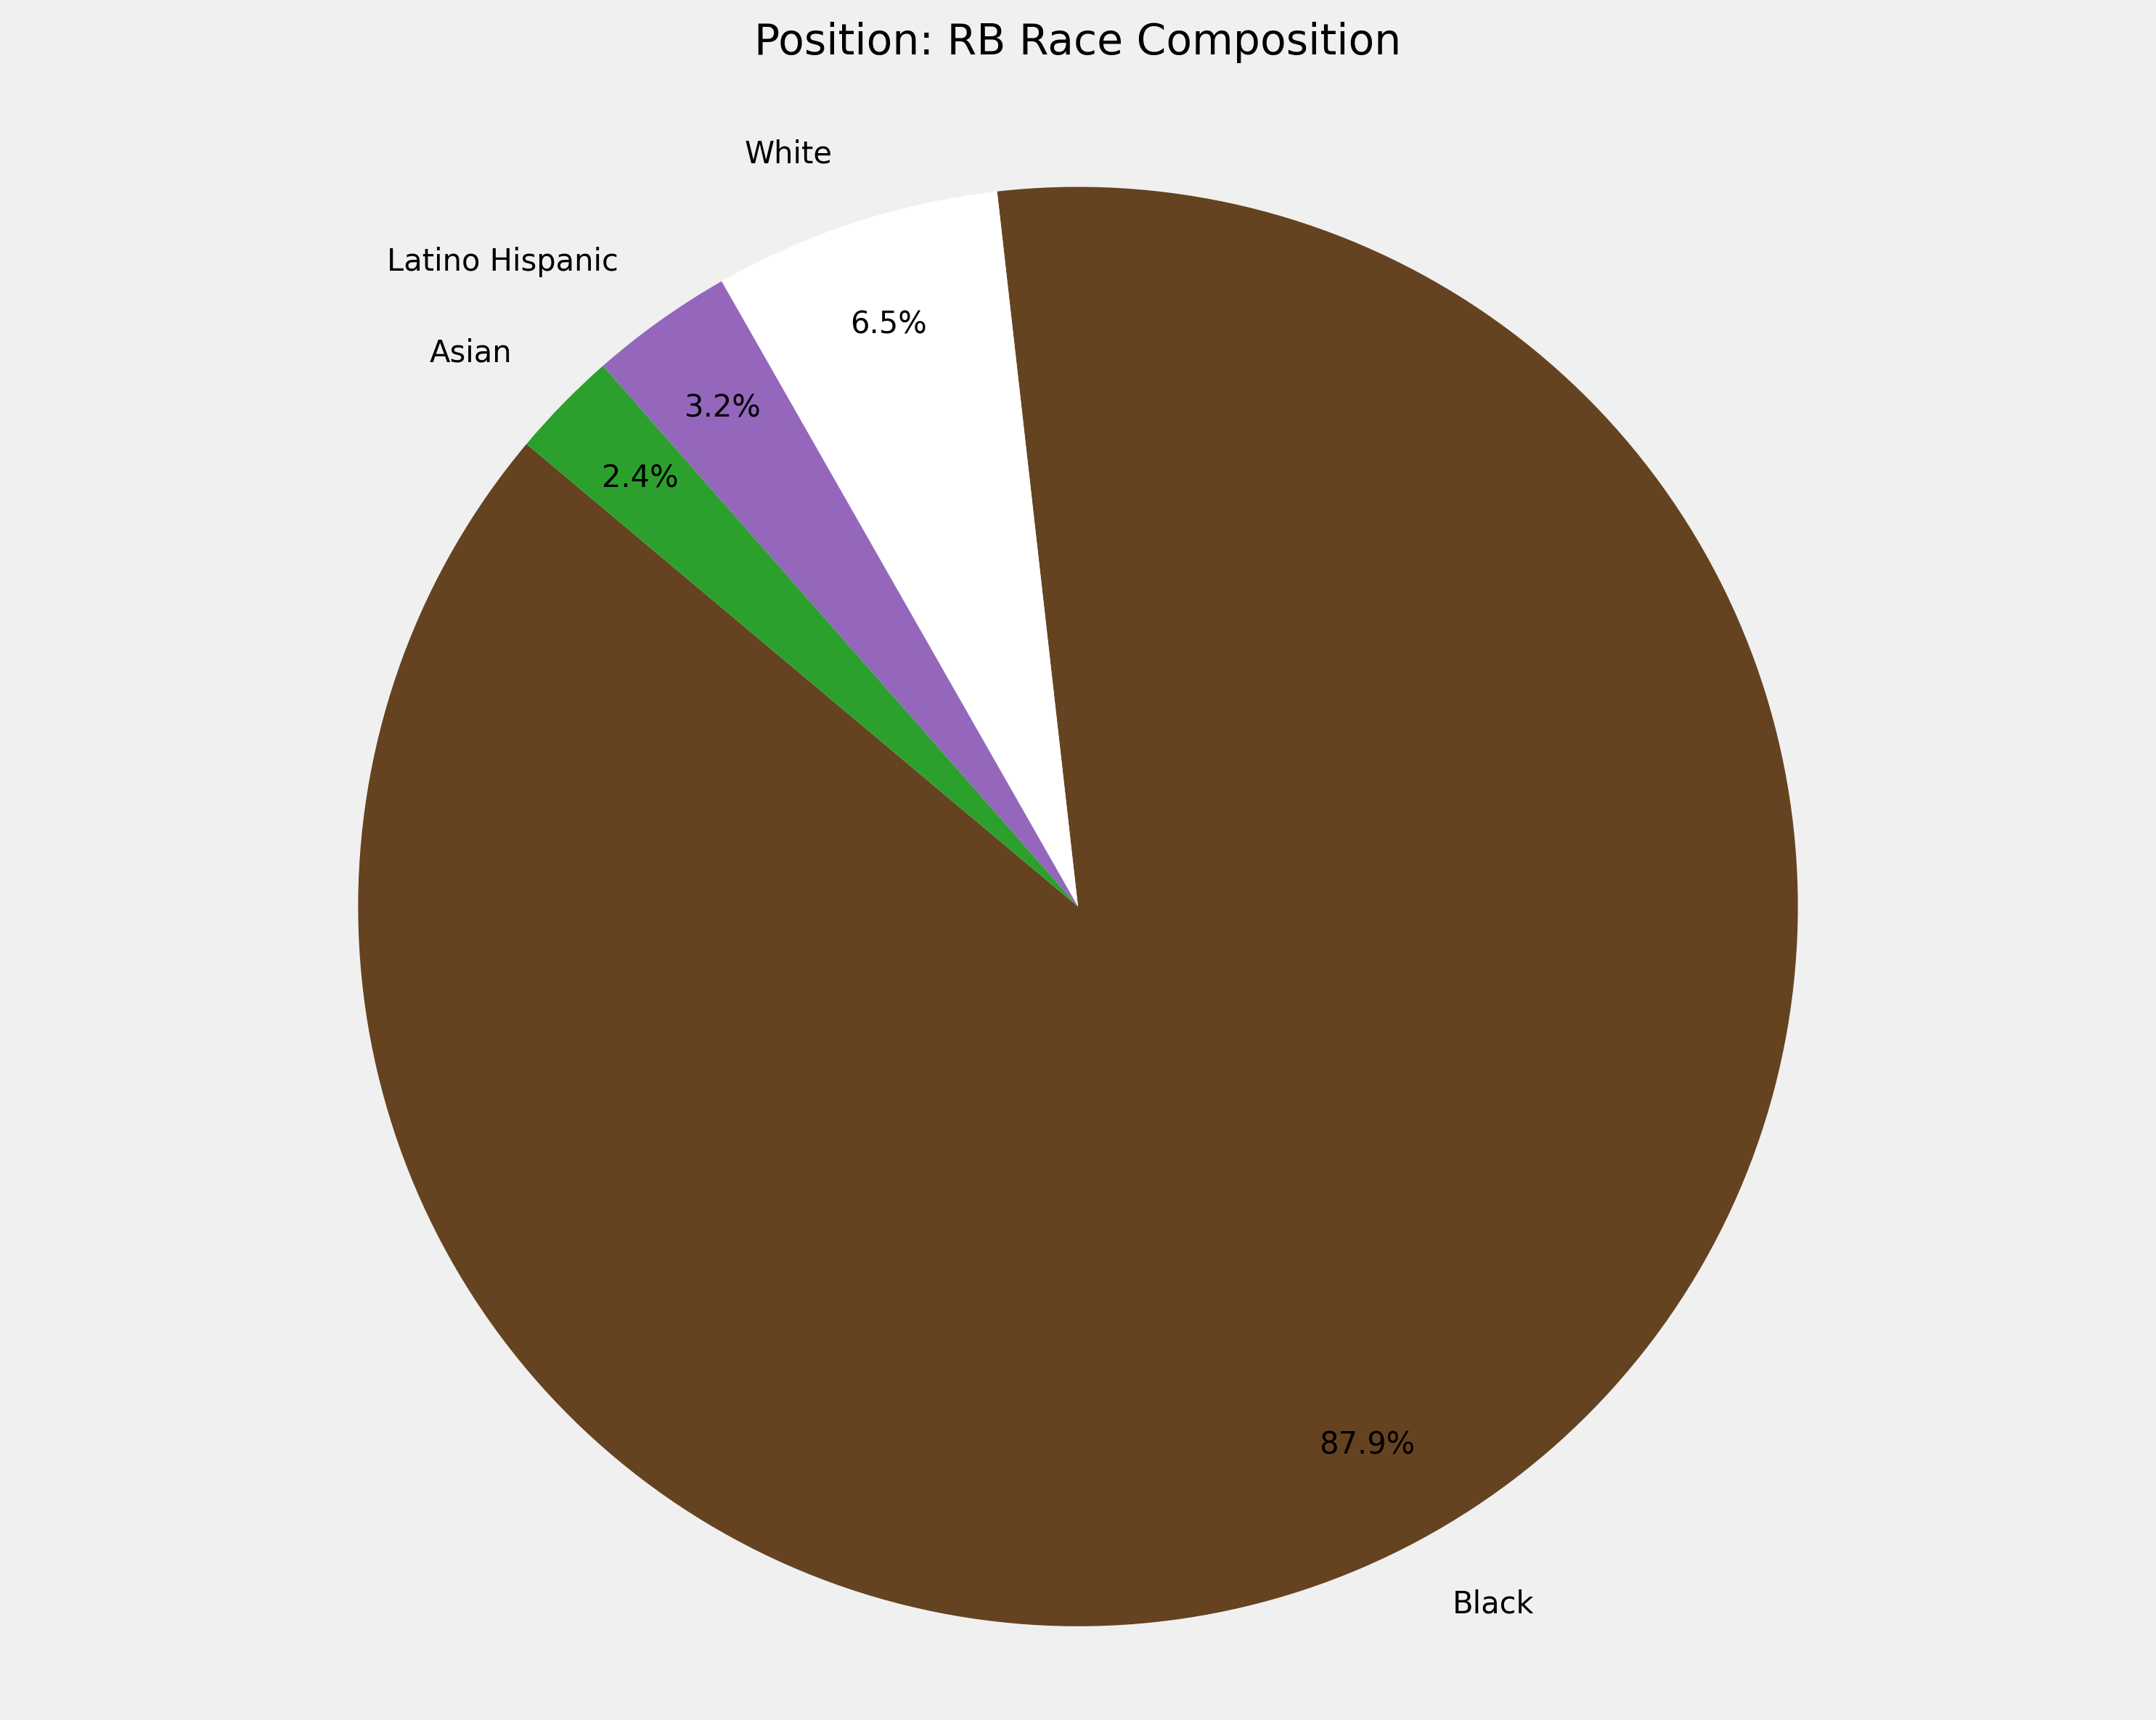 Position: RB Race Composition
White
Latino Hispanic
6.5%
Asian
3.2%
2.4%
87.9%
Black